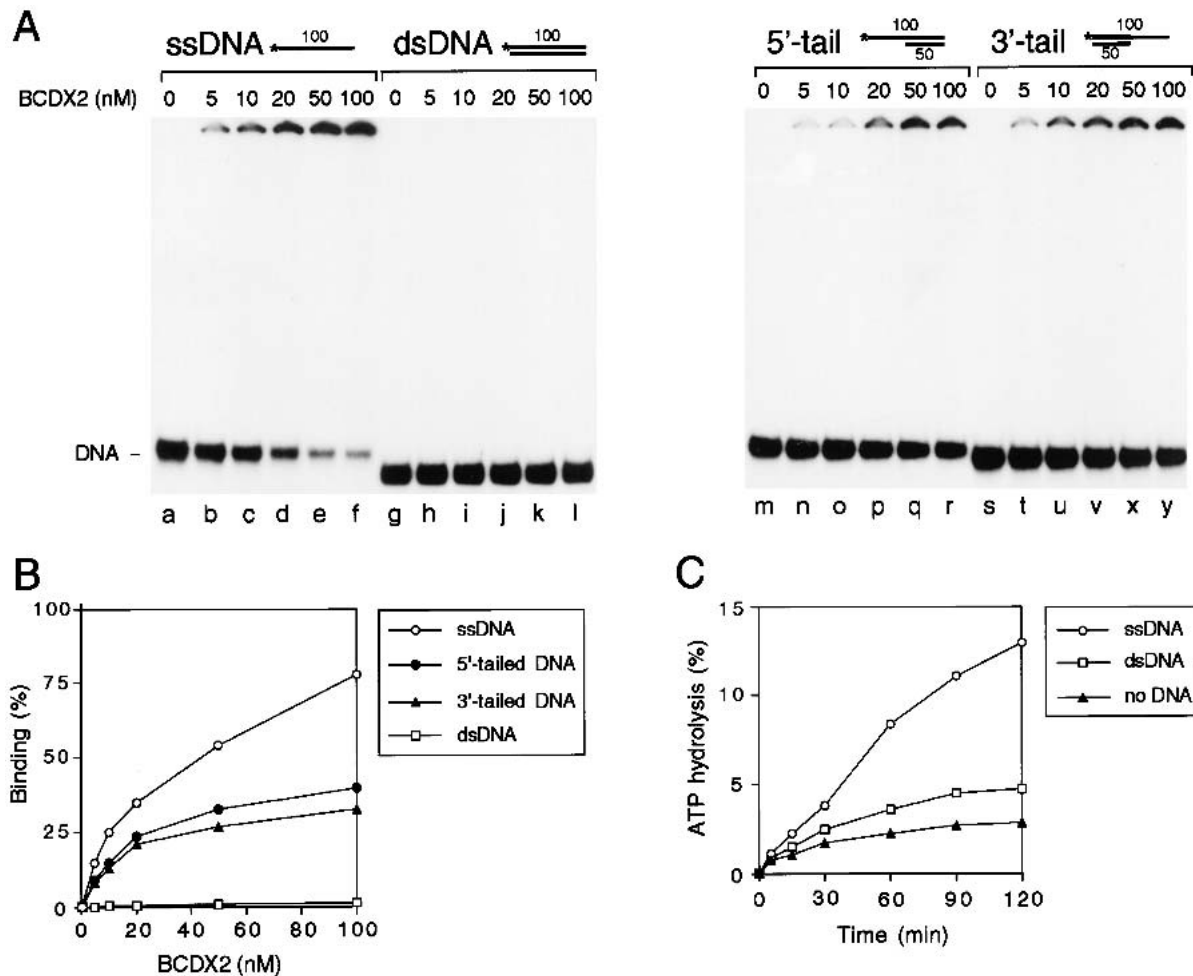 A
ssDNA * 100
dsDNA * 100
5'-tail * 100 50
3'-tail * 100 50
BCDX2 (nM) 0 5 10 20 50 100 0 5 10 20 50 100
0 5 10 20 50 100 0 5 10 20 50 100
DNA -
a b c d e f g h i j k l
m n o p q r s t u v x y
B
100
75
50
25
0
Binding (%)
0 20 40 60 80 100
BCDX2 (nM)
ssDNA
5'-tailed DNA
3'-tailed DNA
dsDNA
C
15
10
5
0
ATP hydrolysis (%)
0 30 60 90 120
Time (min)
ssDNA
dsDNA
no DNA